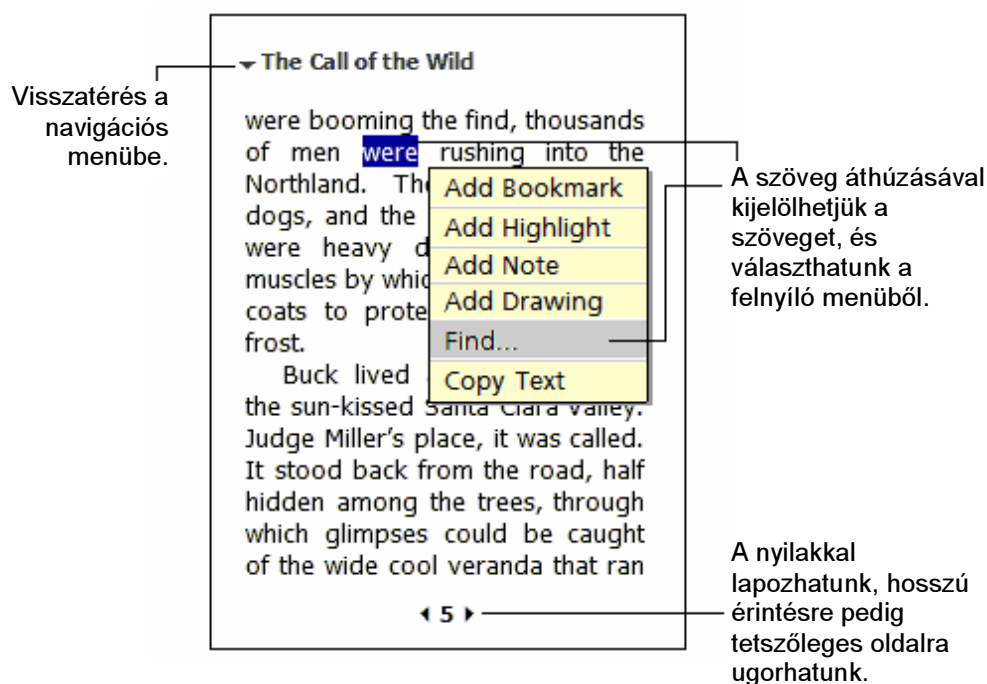 The Call of the Wild
Visszatérés a
navigációs
menübe.
were booming the find, thousands
of men were rushing into the
Northland. The
dogs, and the
were heavy d
muscles by whic
coats to prote
frost.
Buck lived
the sun-kissed Santa Clara Valley.
Judge Miller's place, it was called.
It stood back from the road, half
hidden among the trees, through
which glimpses could be caught
of the wide cool veranda that ran
Add Bookmark
Add Highlight
Add Note
Add Drawing
Find...
Copy Text
A szöveg áthúzásával
kijelölhetjük a
szöveget, és
választhatunk a
felnyíló menüből.
5
A nyilakkal
lapozhatunk, hosszú
érintésre pedig
tetszőleges oldalra
ugorhatunk.